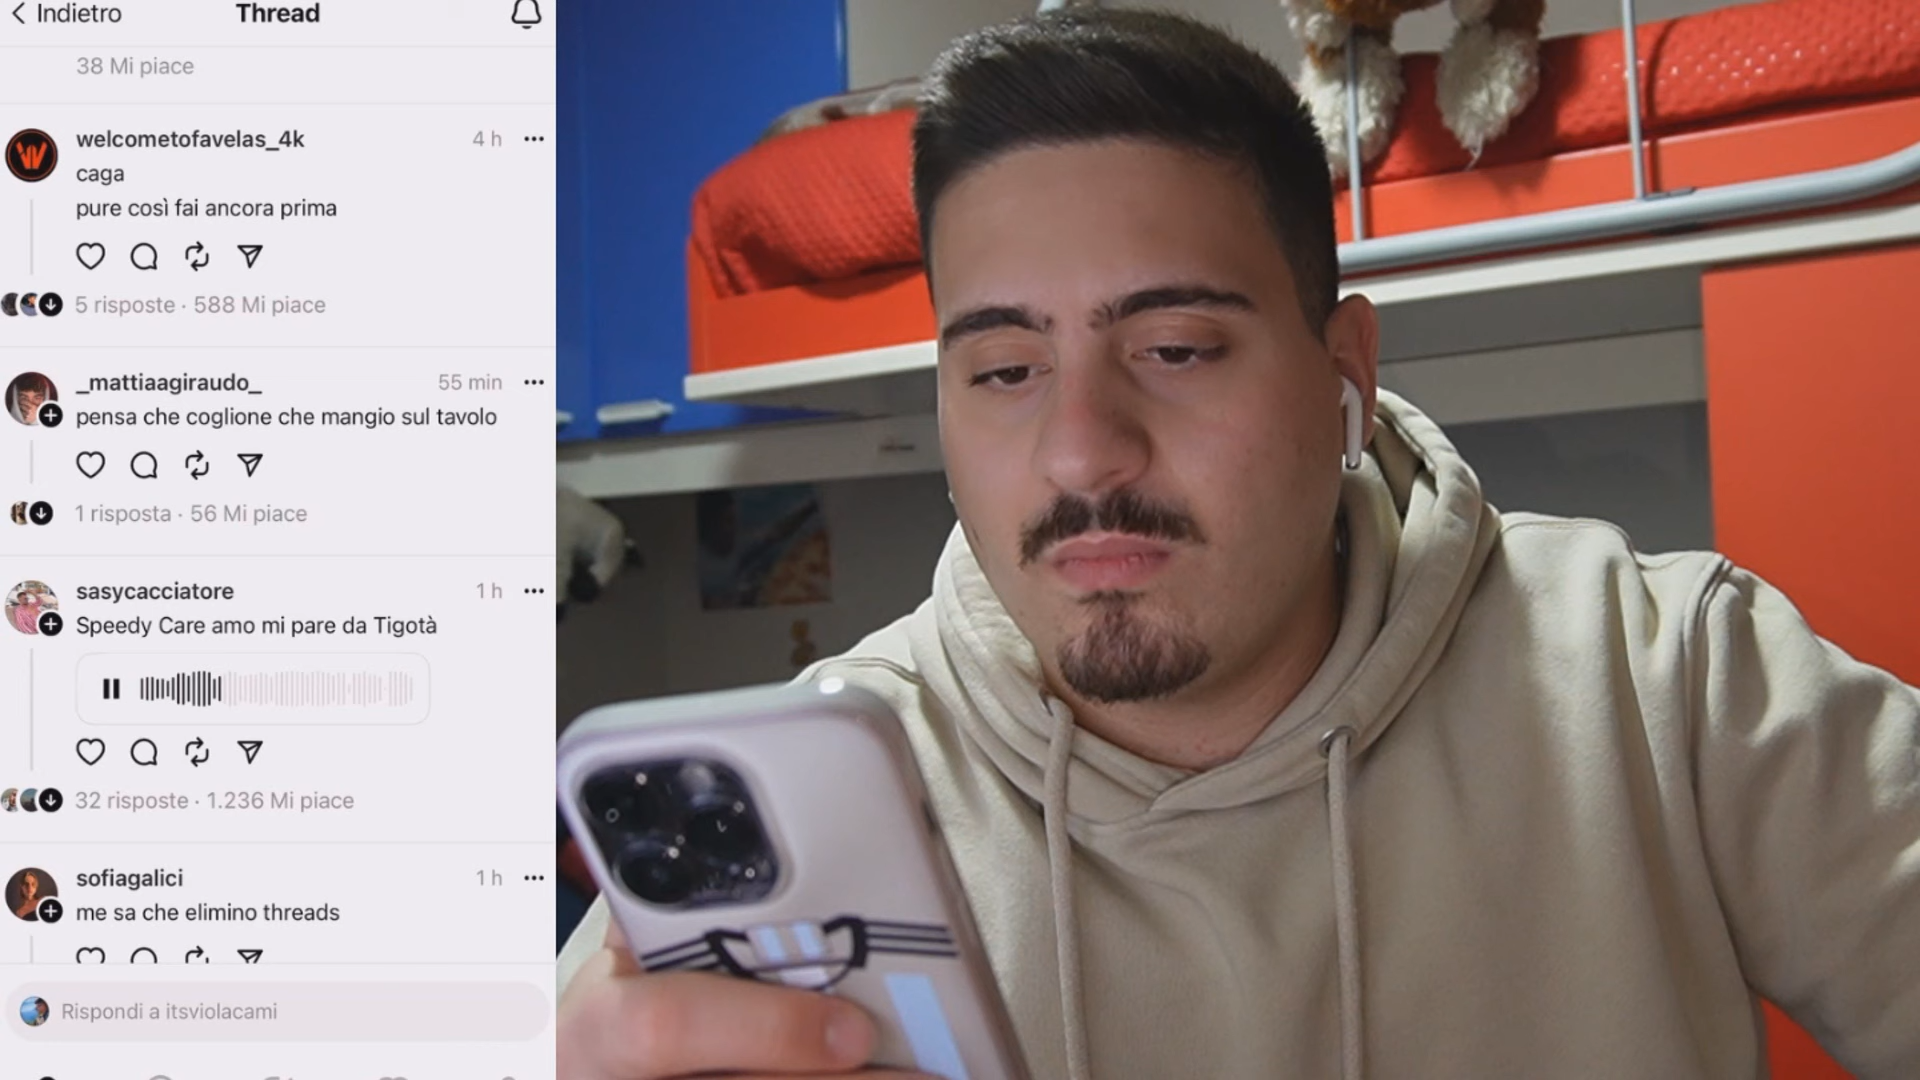 Indietro
Thread
38 Mi piace
welcometofavelas_4k
4 h
caga
pure così fai ancora prima
5 risposte · 588 Mi piace
_mattiaagiraudo_
55 min
pensa che coglione che mangio sul tavolo
1 risposta · 56 Mi piace
sasycacciatore
1 h
Speedy Care amo mi pare da Tigotà
32 risposte · 1.236 Mi piace
sofiagalici
1 h
me sa che elimino threads
Rispondi a itsviolacami